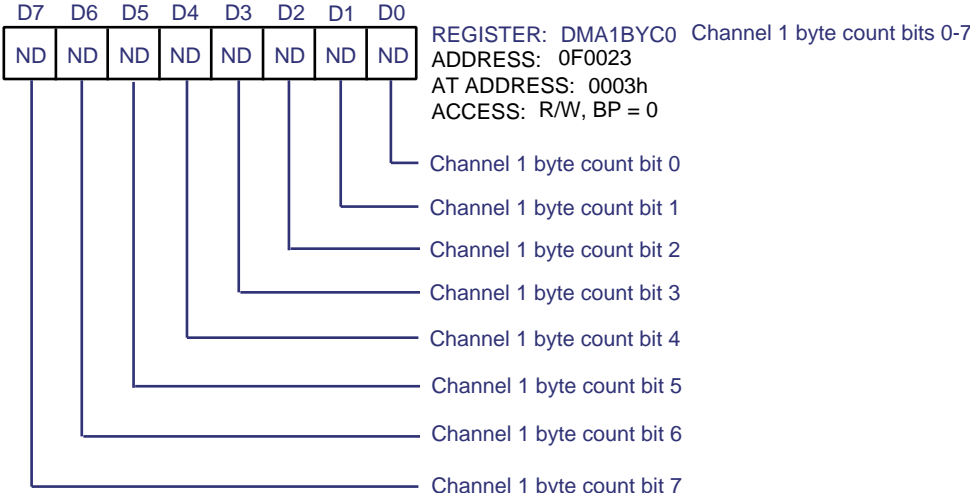 D7 D6 D5 D4 D3 D2 D1 D0
ND ND ND ND ND ND ND ND
REGISTER: DMA1BYC0 Channel 1 byte count bits 0-7
ADDRESS: 0F0023
AT ADDRESS: 0003h
ACCESS: R/W, BP = 0
Channel 1 byte count bit 0
Channel 1 byte count bit 1
Channel 1 byte count bit 2
Channel 1 byte count bit 3
Channel 1 byte count bit 4
Channel 1 byte count bit 5
Channel 1 byte count bit 6
Channel 1 byte count bit 7